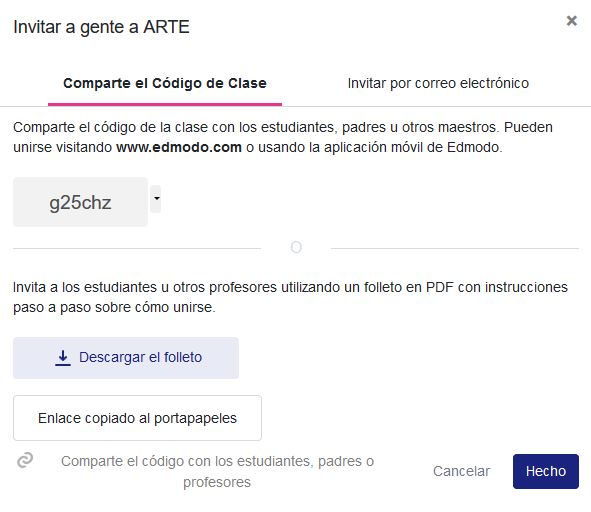 Invitar a gente a ARTE
×
Comparte el Código de Clase
Invitar por correo electrónico
Comparte el código de la clase con los estudiantes, padres u otros maestros. Pueden
unirse visitando www.edmodo.com o usando la aplicación móvil de Edmodo.
g25chz
O
Invita a los estudiantes u otros profesores utilizando un folleto en PDF con instrucciones
paso a paso sobre cómo unirse.
Descargar el folleto
Enlace copiado al portapapeles
Comparte el código con los estudiantes, padres o
profesores
Cancelar
Hecho